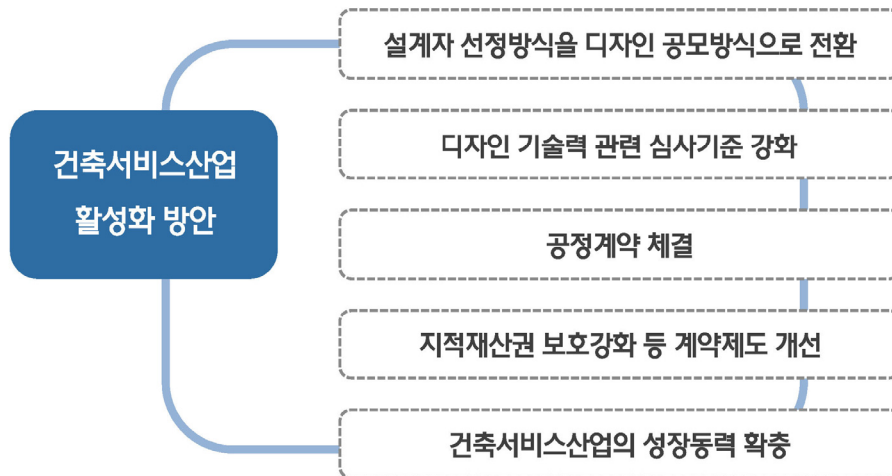 건축서비스산업
활성화 방안
설계자 선정방식을 디자인 공모방식으로 전환
디자인 기술력 관련 심사기준 강화
공정계약 체결
지적재산권 보호강화 등 계약제도 개선
건축서비스산업의 성장동력 확충